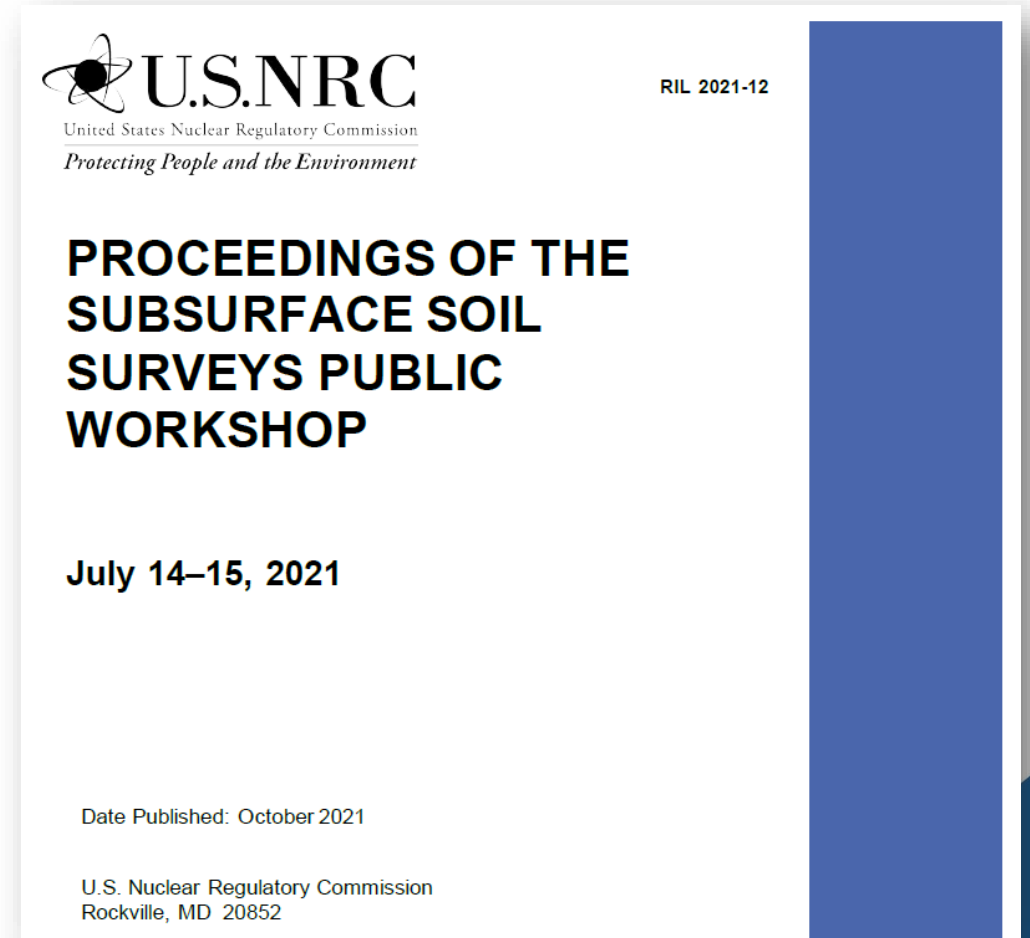 U.S.NRC
United States Nuclear Regulatory Commission
Protecting People and the Environment
RIL 2021-12
PROCEEDINGS OF THE
SUBSURFACE SOIL
SURVEYS PUBLIC
WORKSHOP
July 14–15, 2021
Date Published: October 2021
U.S. Nuclear Regulatory Commission
Rockville, MD 20852